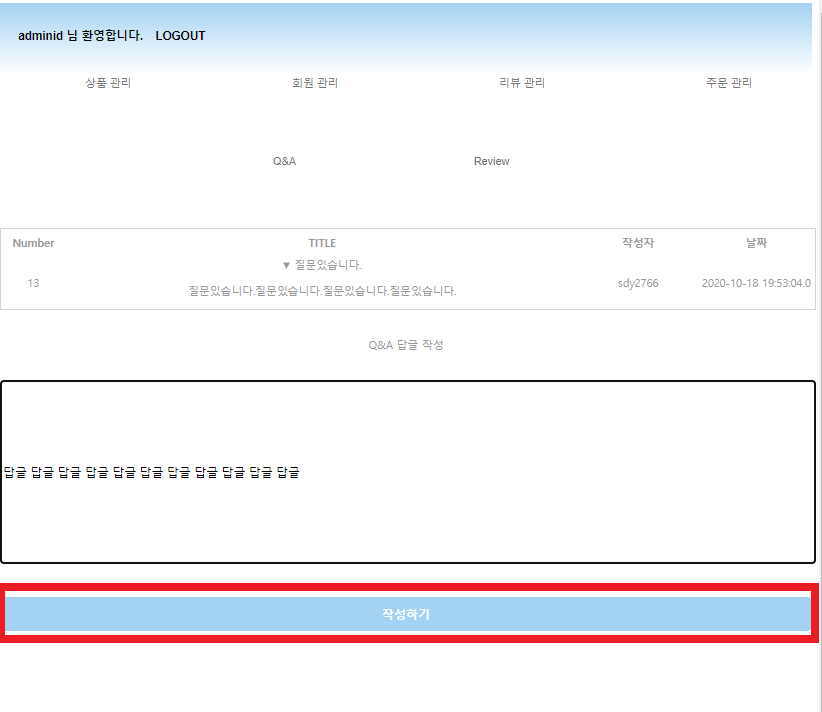 adminid 님 환영합니다. LOGOUT
상품 관리 회원 관리 리뷰 관리 주문 관리
Q&A Review
Number TITLE 작성자 날짜
▼ 질문있습니다.
13 질문있습니다.질문있습니다.질문있습니다.질문있습니다. sdy2766 2020-10-18 19:53:04.0
Q&A 답글 작성
답글 답글 답글 답글 답글 답글 답글 답글 답글 답글 답글
작성하기